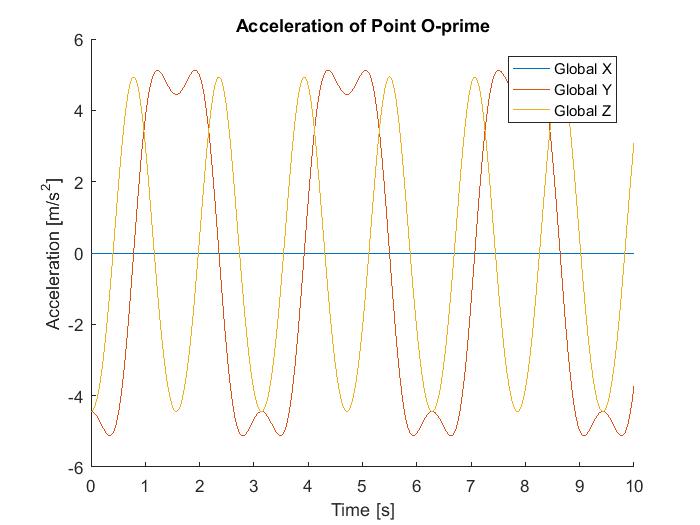 Acceleration of Point O-prime
6
4
2
0
-2
-4
-6
Acceleration [m/s²]
Global X
Global Y
Global Z
0 1 2 3 4 5 6 7 8 9 10
Time [s]